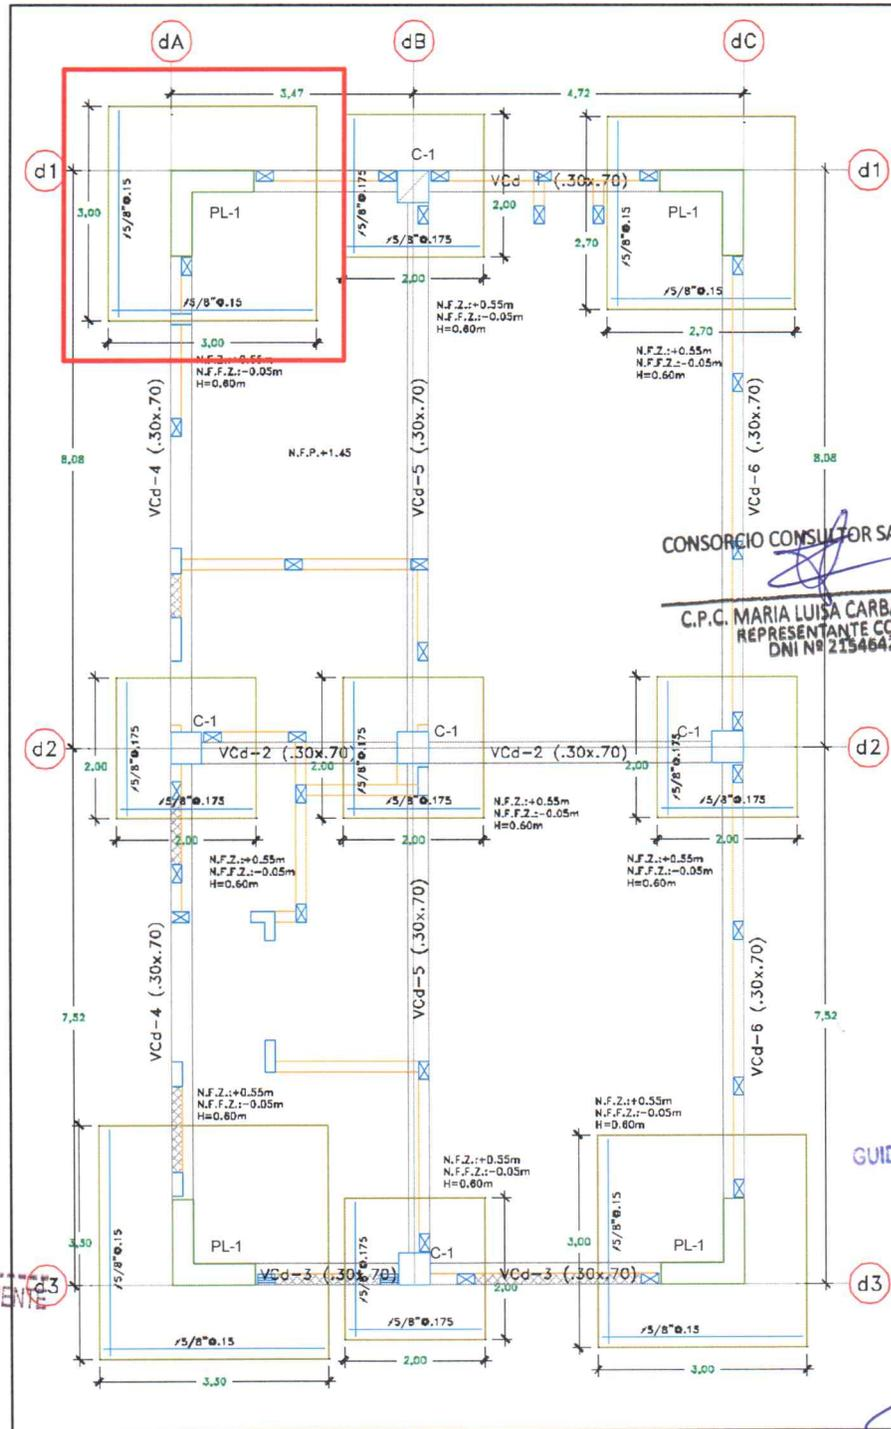 dA
dB
dC
3,47
4,72
d1
d1
C-1
VCd-1 (.30x.70)
PL-1
PL-1
3,00
2,00
2,70
/5/8"@.15
/5/8"@.175
/5/8"@.15
/5/8"@.15
/5/8"@.175
/5/8"@.15
3,00
2,00
2,70
N.F.Z.:+0.55m
N.F.F.Z.:-0.05m
H=0.60m
N.F.Z.:+0.55m
N.F.F.Z.:-0.05m
H=0.60m
N.F.Z.:+0.55m
N.F.F.Z.:-0.05m
H=0.60m
VCd-4 (.30x.70)
VCd-5 (.30x.70)
VCd-6 (.30x.70)
8,08
N.F.P.+1.45
8,08
CONSORCIO CONSULTOR SA
C.P.C. MARIA LUISA CARB
REPRESENTANTE CO
DNI Nº 2154642
d2
d2
C-1
C-1
C-1
VCd-2 (.30x.70)
VCd-2 (.30x.70)
2,00
2,00
2,00
/5/8"@.175
/5/8"@.175
/5/8"@.175
/5/8"@.175
/5/8"@.175
/5/8"@.175
2,00
2,00
2,00
N.F.Z.:+0.55m
N.F.F.Z.:-0.05m
H=0.60m
N.F.Z.:+0.55m
N.F.F.Z.:-0.05m
H=0.60m
N.F.Z.:+0.55m
N.F.F.Z.:-0.05m
H=0.60m
VCd-4 (.30x.70)
VCd-5 (.30x.70)
VCd-6 (.30x.70)
7,52
7,52
N.F.Z.:+0.55m
N.F.F.Z.:-0.05m
H=0.60m
N.F.Z.:+0.55m
N.F.F.Z.:-0.05m
H=0.60m
N.F.Z.:+0.55m
N.F.F.Z.:-0.05m
H=0.60m
GUID
3,30
/5/8"@.15
/5/8"@.175
3,00
/5/8"@.15
PL-1
C-1
PL-1
ENTE
d3
VCd-3 (.30x.70)
VCd-3 (.30x.70)
2,00
d3
/5/8"@.15
/5/8"@.175
/5/8"@.15
3,30
2,00
3,00